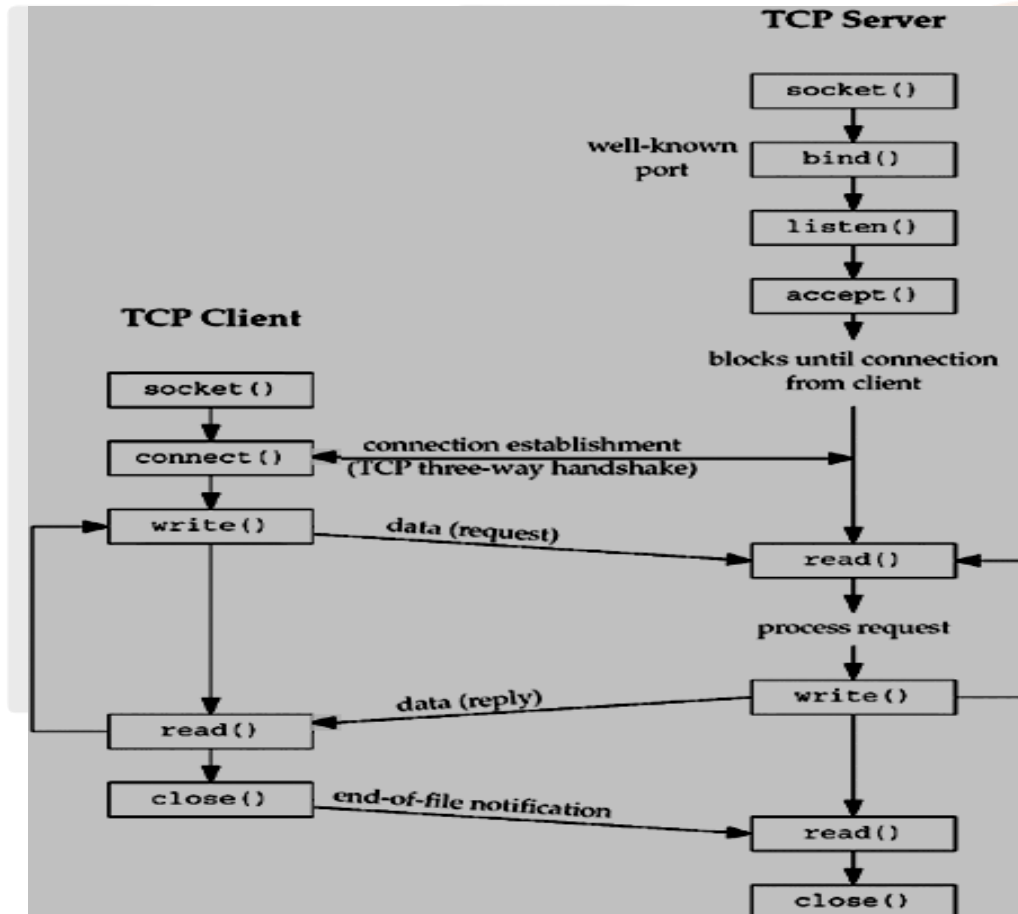 TCP Server
socket()
well-known
port
bind()
listen()
accept()
TCP Client
blocks until connection
from client
socket()
connection establishment
(TCP three-way handshake)
connect()
write()
data (request)
read()
process request
write()
data (reply)
read()
close()
end-of-file notification
read()
close()